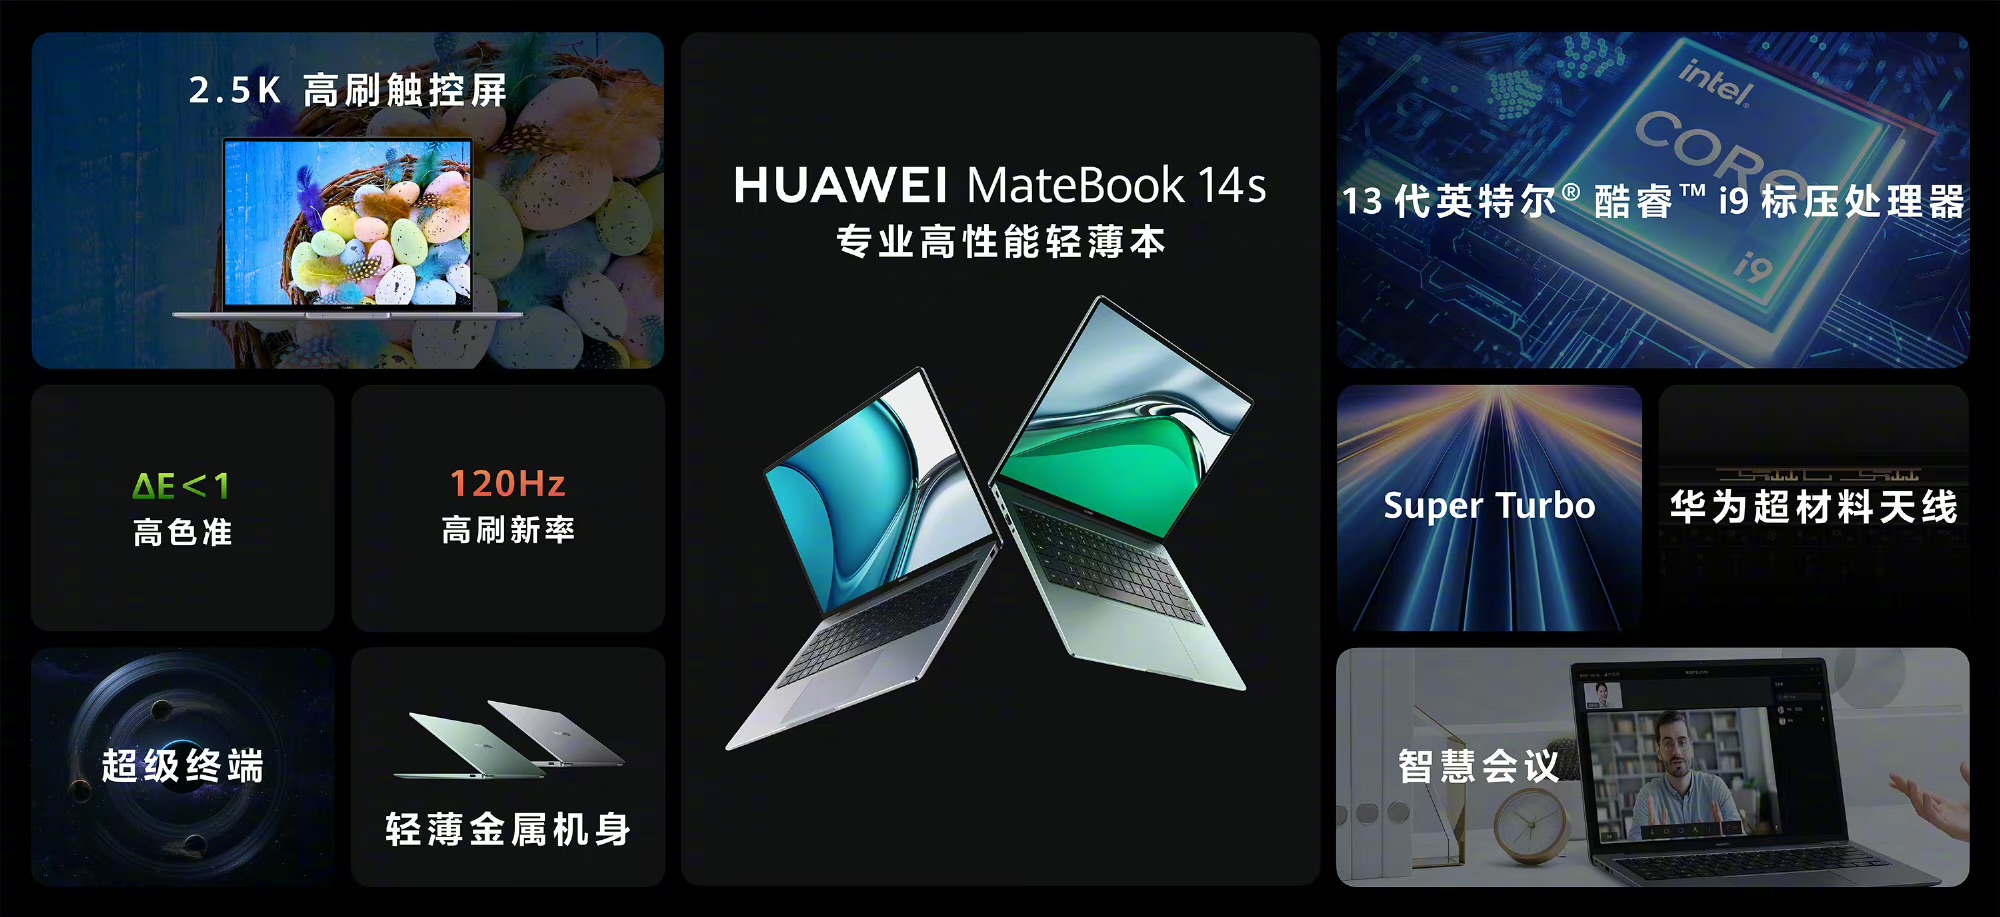 2.5K 高刷触控屏
ΔE<1
高色准
120Hz
高刷新率
超级终端
轻薄金属机身
HUAWEI MateBook 14s
专业高性能轻薄本
intel.
CORE
i9
13 代英特尔® 酷睿™ i9 标压处理器
Super Turbo
华为超材料天线
智慧会议